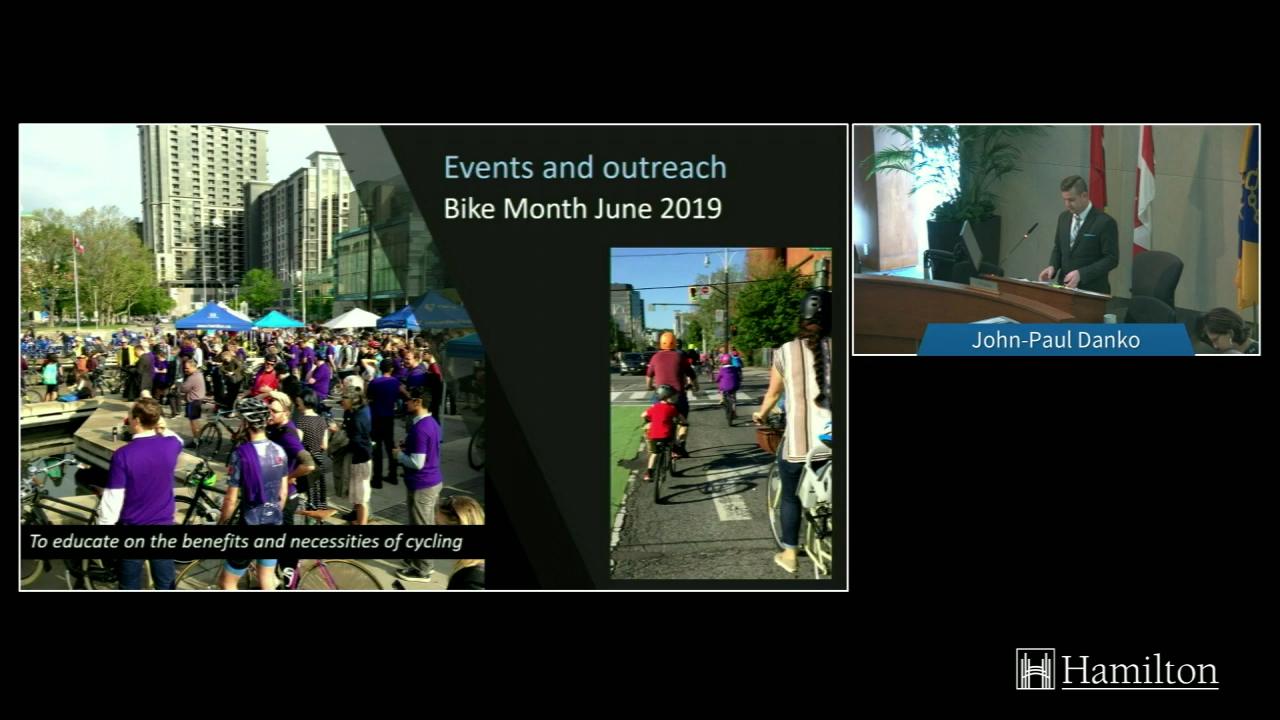 Events and outreach
Bike Month June 2019
To educate on the benefits and necessities of cycling
John-Paul Danko
Hamilton